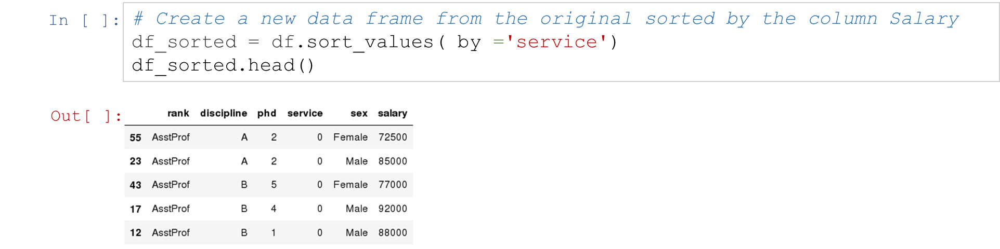 In [ ]: # Create a new data frame from the original sorted by the column Salary
df_sorted = df.sort_values( by ='service')
df_sorted.head()
Out[ ]: rank discipline phd service sex salary
55 AsstProf A 2 0 Female 72500
23 AsstProf A 2 0 Male 85000
43 AsstProf B 5 0 Female 77000
17 AsstProf B 4 0 Male 92000
12 AsstProf B 1 0 Male 88000